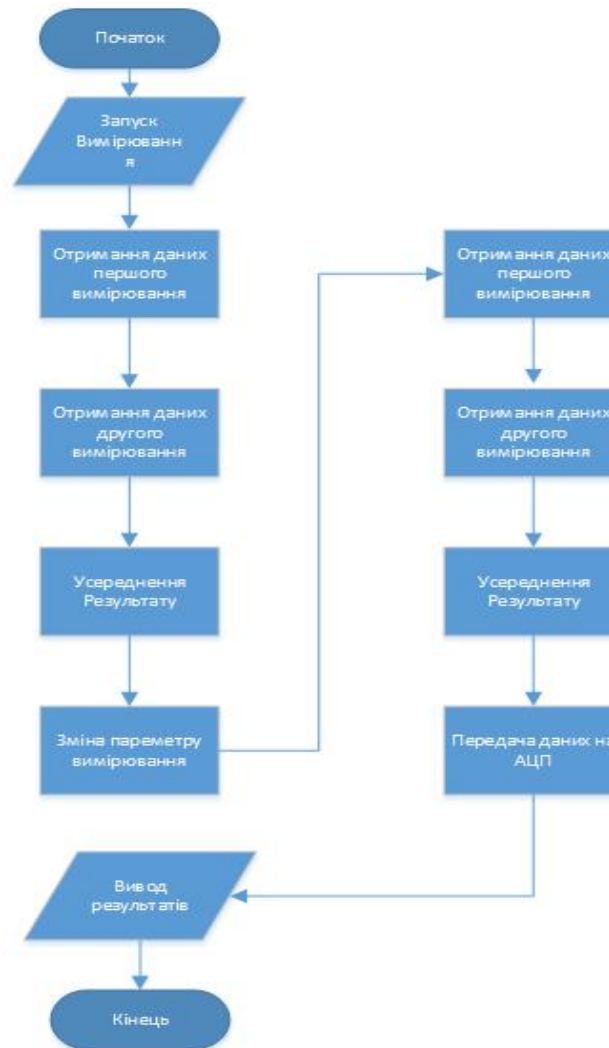 Початок
Запуск
Вимірюванн
я
Отримання даних
першого
вимірювання
Отримання даних
другого
вимірювання
Усереднення
Результату
Зміна пареметру
вимірювання
Отримання даних
першого
вимірювання
Отримання даних
другого
вимірювання
Усереднення
Результату
Передача даних на
АЦП
Вивод
результатів
Кінець